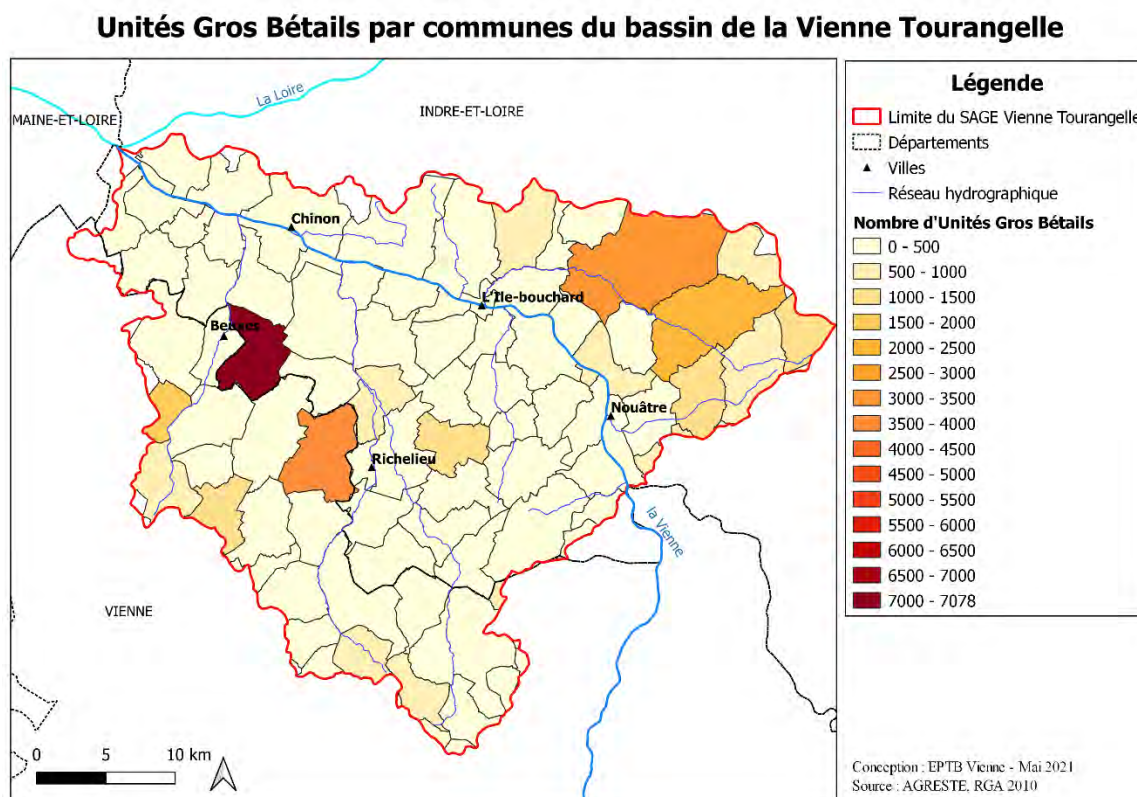 Unités Gros Bétails par communes du bassin de la Vienne Tourangelle
La Loire
MAINE-ET-LOIRE
INDRE-ET-LOIRE
Chinon
L'Ile-bouchard
Beuxes
Nouâtre
Richelieu
la Vienne
VIENNE
0 5 10 km
Légende
Limite du SAGE Vienne Tourangelle
Départements
Villes
Réseau hydrographique
Nombre d'Unités Gros Bétails
0 - 500
500 - 1000
1000 - 1500
1500 - 2000
2000 - 2500
2500 - 3000
3000 - 3500
3500 - 4000
4000 - 4500
4500 - 5000
5000 - 5500
5500 - 6000
6000 - 6500
6500 - 7000
7000 - 7078
Conception : EPTB Vienne - Mai 2021
Source : AGRESTE, RGA 2010